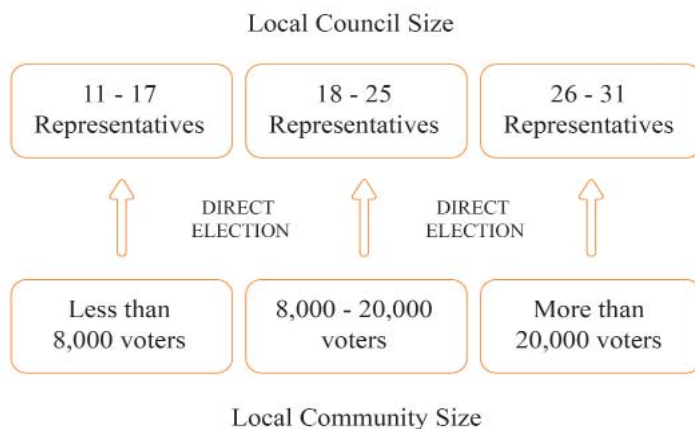 Local Council Size
11 - 17
Representatives
18 - 25
Representatives
26 - 31
Representatives
DIRECT
ELECTION
DIRECT
ELECTION
Less than
8,000 voters
8,000 - 20,000
voters
More than
20,000 voters
Local Community Size